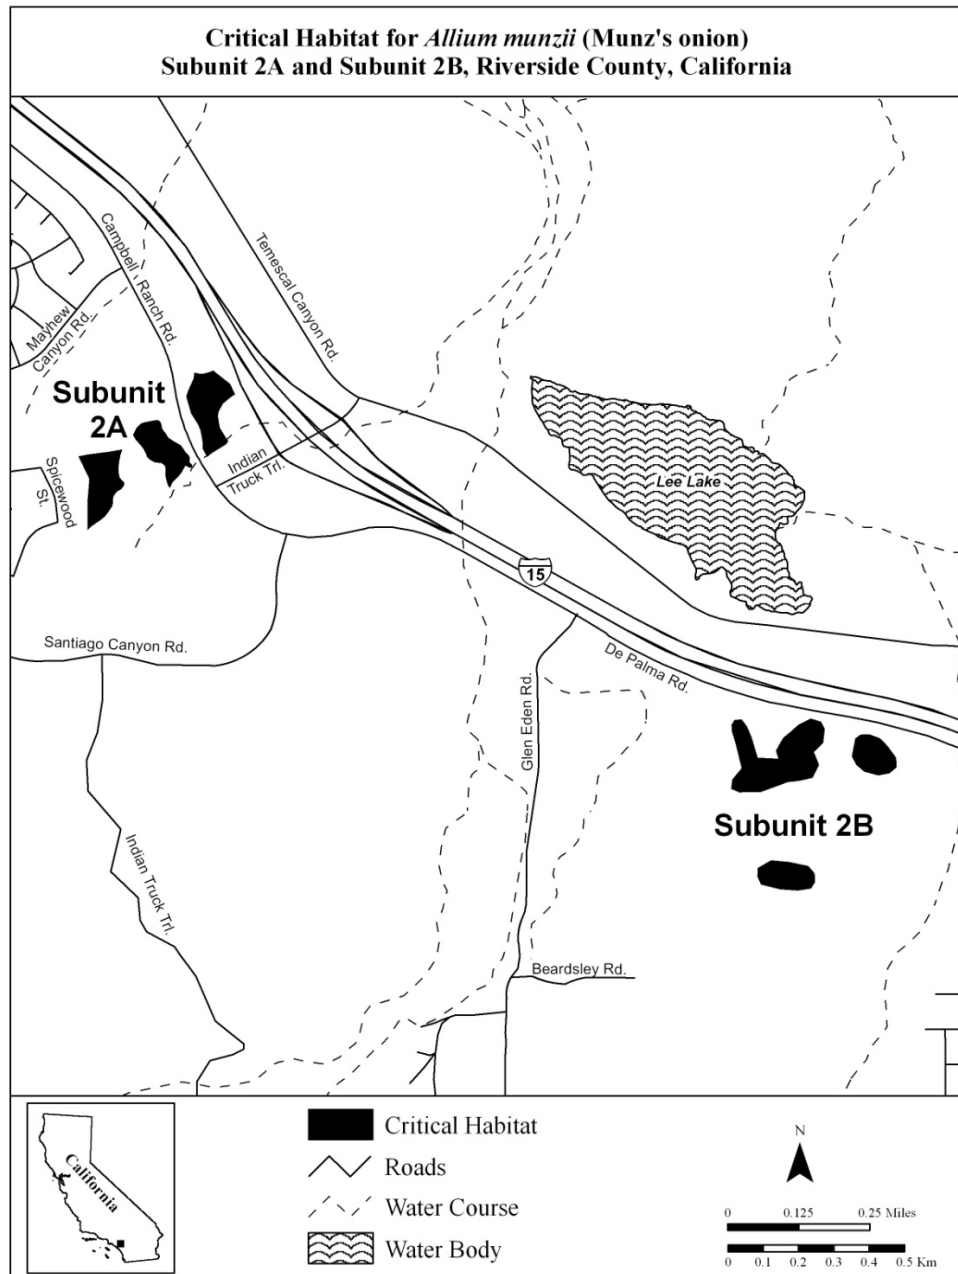 Critical Habitat for Allium munzii (Munz's onion)
Subunit 2A and Subunit 2B, Riverside County, California
Campbell Ranch Rd.
Temescal Canyon Rd.
Mayhew
Canyon Rd.
Subunit
2A
Indian
Truck Trl.
Spicewood
St.
Lee Lake
15
Santiago Canyon Rd.
De Palma Rd.
Glen Eden Rd.
Subunit 2B
Indian Truck Trl.
Beardsley Rd.
California
Critical Habitat
Roads
Water Course
Water Body
N
0 0.125 0.25 Miles
0 0.1 0.2 0.3 0.4 0.5 Km